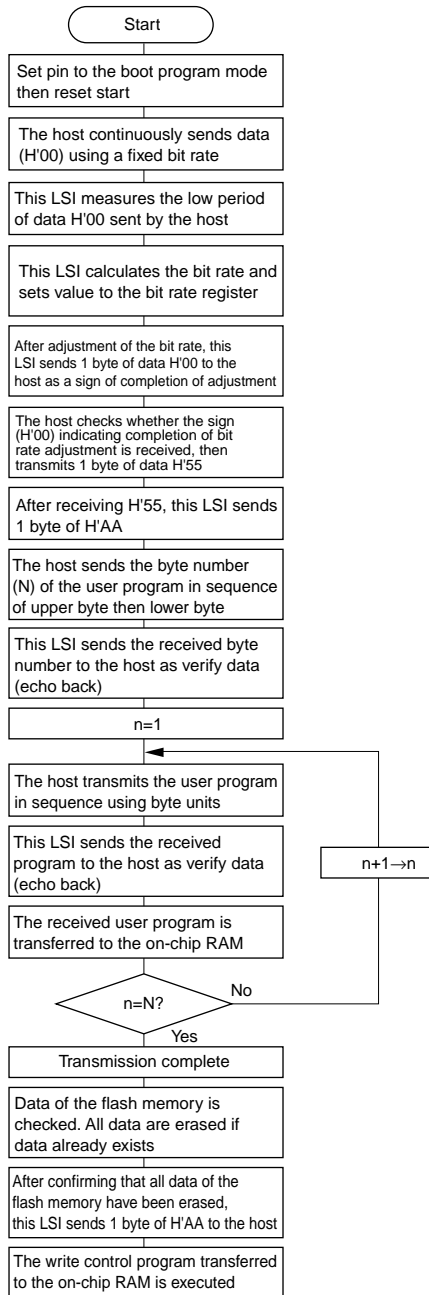 Start
Set pin to the boot program mode
then reset start
The host continuously sends data
(H'00) using a fixed bit rate
This LSI measures the low period
of data H'00 sent by the host
This LSI calculates the bit rate and
sets value to the bit rate register
After adjustment of the bit rate, this
LSI sends 1 byte of data H'00 to the
host as a sign of completion of adjustment
The host checks whether the sign
(H'00) indicating completion of bit
rate adjustment is received, then
transmits 1 byte of data H'55
After receiving H'55, this LSI sends
1 byte of H'AA
The host sends the byte number
(N) of the user program in sequence
of upper byte then lower byte
This LSI sends the received byte
number to the host as verify data
(echo back)
n=1
The host transmits the user program
in sequence using byte units
This LSI sends the received
program to the host as verify data
(echo back)
n+1→n
The received user program is
transferred to the on-chip RAM
n=N?
No
Yes
Transmission complete
Data of the flash memory is
checked. All data are erased if
data already exists
After confirming that all data of the
flash memory have been erased,
this LSI sends 1 byte of H'AA to the host
The write control program transferred
to the on-chip RAM is executed